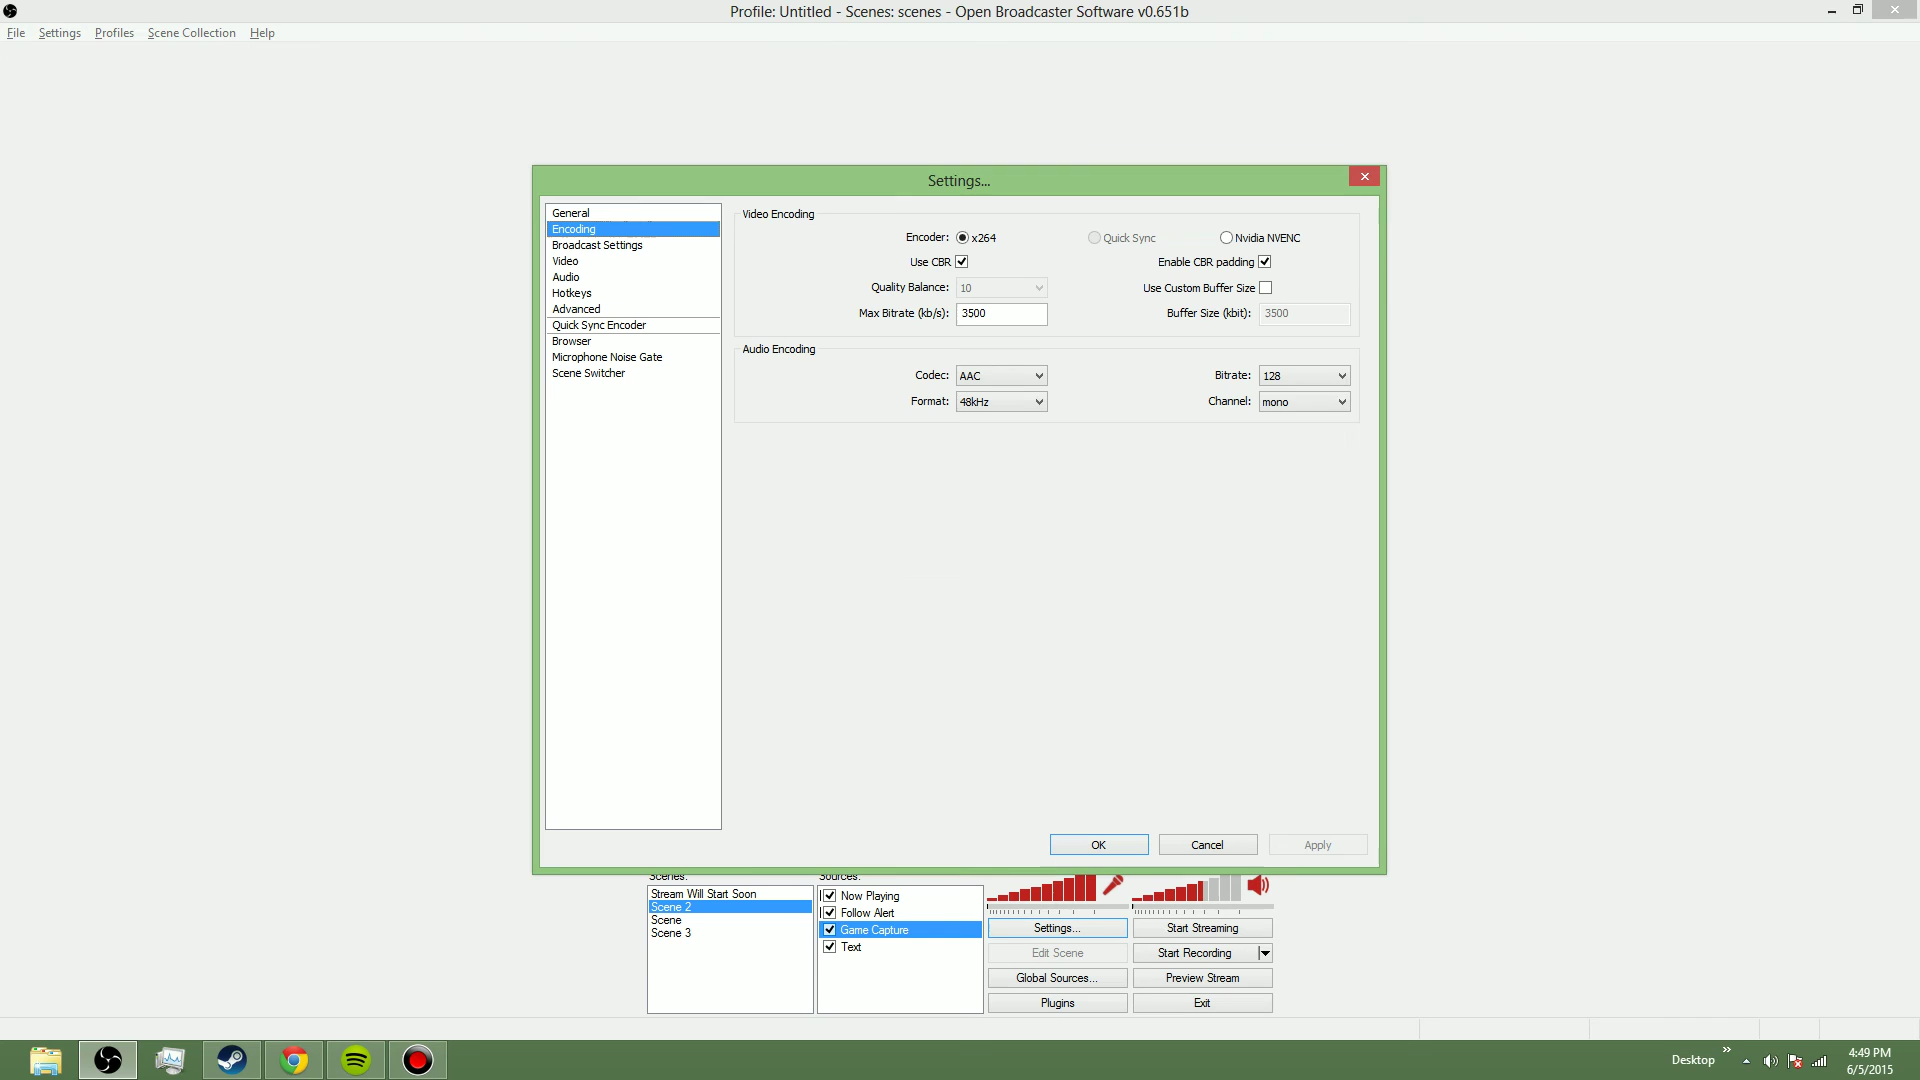 Profile: Untitled - Scenes: scenes - Open Broadcaster Software v0.651b
File Settings Profiles Scene Collection Help
Settings...
General
Encoding
Broadcast Settings
Video
Audio
Hotkeys
Advanced
Quick Sync Encoder
Browser
Microphone Noise Gate
Scene Switcher
Video Encoding
Encoder: x264 Quick Sync Nvidia NVENC
Use CBR Enable CBR padding
Quality Balance: 10 Use Custom Buffer Size
Max Bitrate (kb/s): 3500 Buffer Size (kbit): 3500
Audio Encoding
Codec: AAC Bitrate: 128
Format: 48kHz Channel: mono
OK Cancel Apply
Scenes:
Stream Will Start Soon
Scene 2
Scene
Scene 3
Sources:
Now Playing
Follow Alert
Game Capture
Text
Settings... Start Streaming
Edit Scene Start Recording
Global Sources... Preview Stream
Plugins Exit
Desktop
4:49 PM
6/5/2015